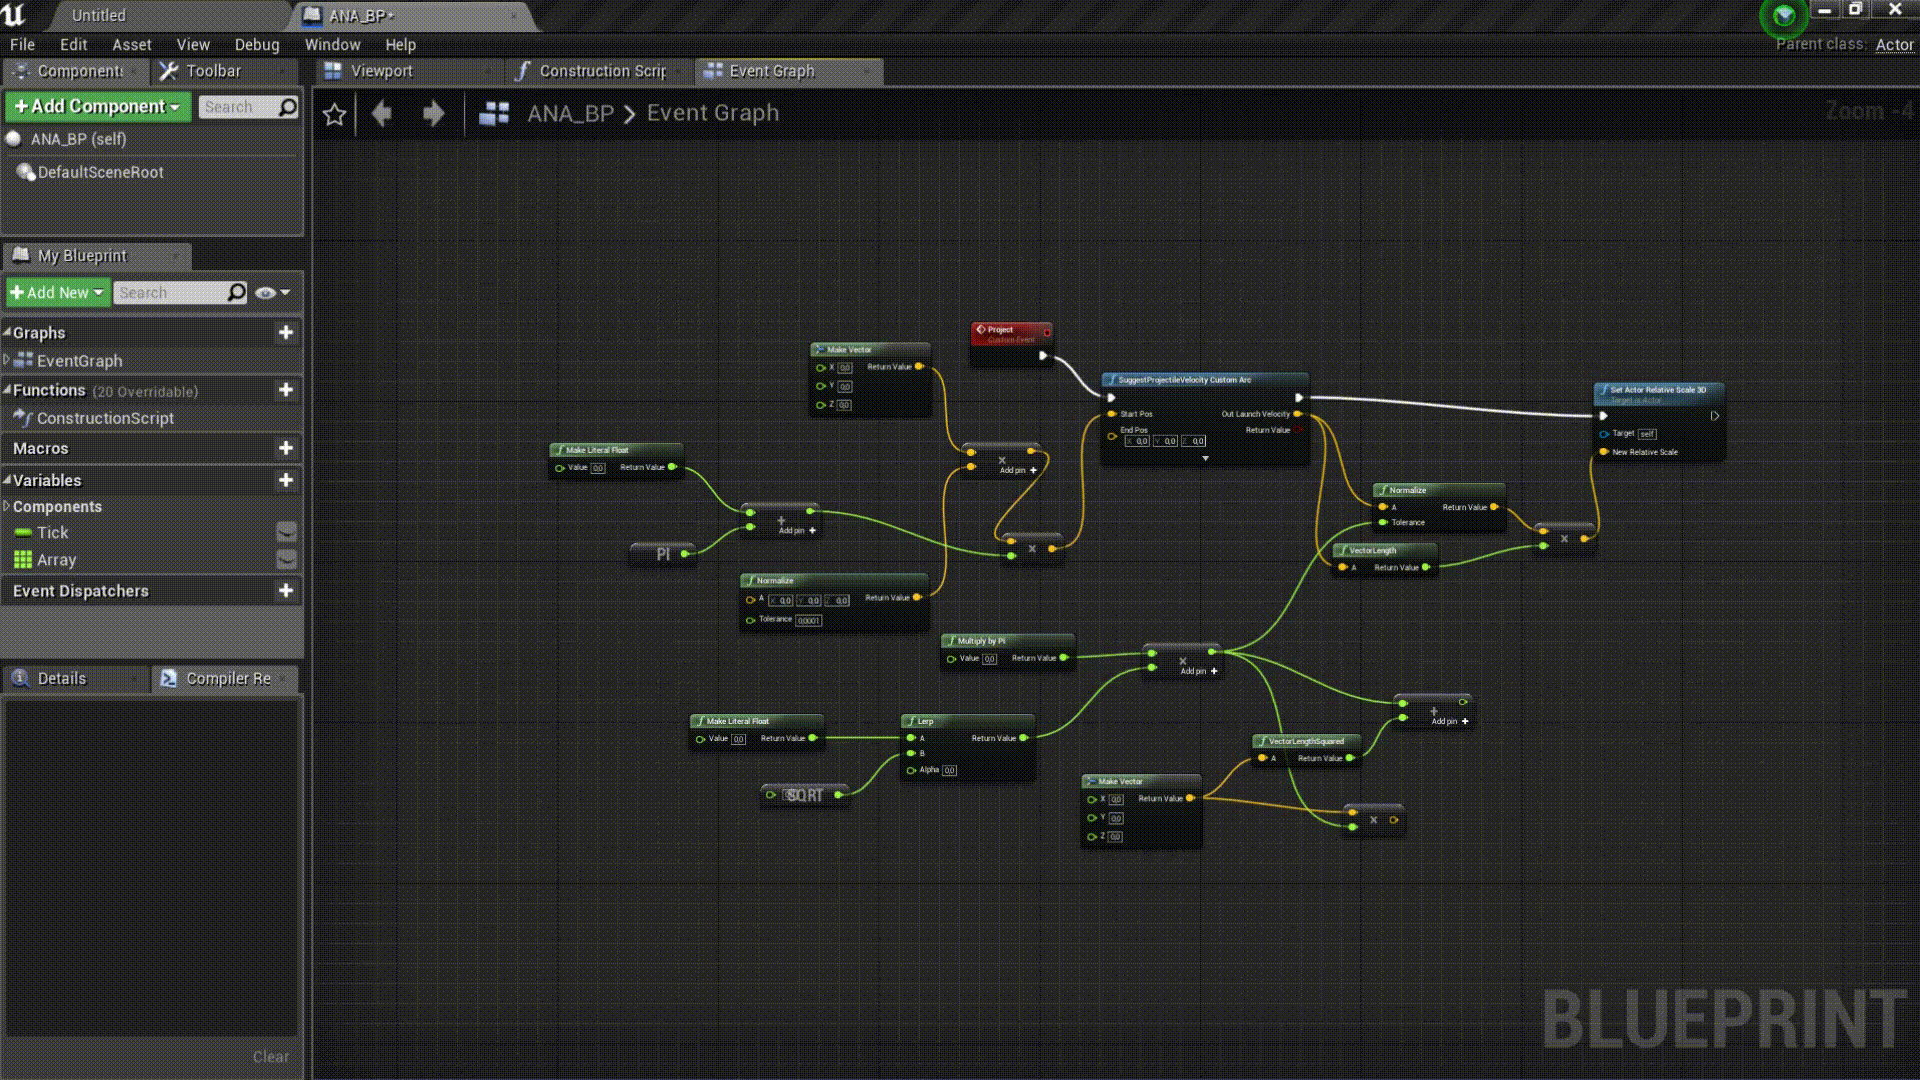 Untitled
ANA_BP*
File Edit Asset View Debug Window Help
Parent class: Actor
Component
Toolbar
Viewport
Construction Scrip
Event Graph
+Add Component
Search
ANA_BP > Event Graph
Zoom -4
ANA_BP (self)
DefaultSceneRoot
My Blueprint
+Add New
Search
Graphs
EventGraph
Functions (20 Overridable)
ConstructionScript
Macros
Variables
Components
Tick
Array
Event Dispatchers
Details
Compiler Re
Clear
Project
Custom Event
Make Vector
X 0,0 Return Value
Y 0,0
Z 0,0
SuggestProjectileVelocity Custom Arc
Start Pos Out Launch Velocity
End Pos Return Value
X 0,0 Y 0,0 Z 0,0
Set Actor Relative Scale 3D
Target is Actor
Target self
New Relative Scale
Make Literal Float
Value 0,0 Return Value
×
Add pin +
+
Add pin +
PI
×
Normalize
A Return Value
Tolerance
VectorLength
A Return Value
×
Normalize
A X 0,0 Y 0,0 Z 0,0 Return Value
Tolerance 0,0001
Multiply by Pi
Value 0,0 Return Value
×
Add pin +
Make Literal Float
Value 0,0 Return Value
Lerp
A Return Value
B
Alpha 0,0
SQRT
+
Add pin +
VectorLengthSquared
A Return Value
Make Vector
X 0,0 Return Value
Y 0,0
Z 0,0
×
BLUEPRINT